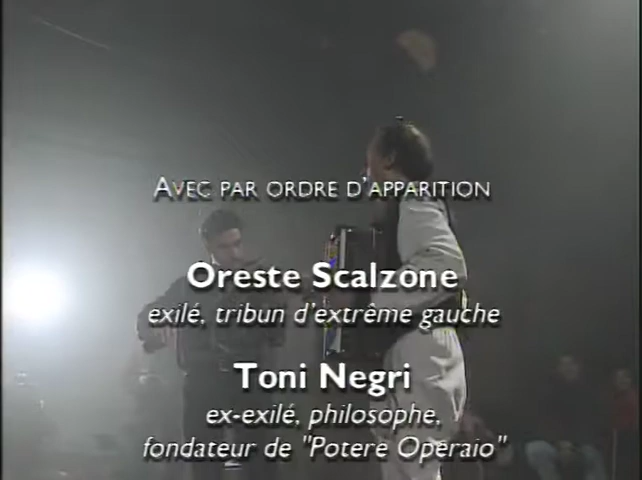 AVEC PAR ORDRE D'APPARITION
Oreste Scalzone
exilé, tribun d'extrême gauche
Toni Negri
ex-exilé, philosophe,
fondateur de "Potere Operaio"